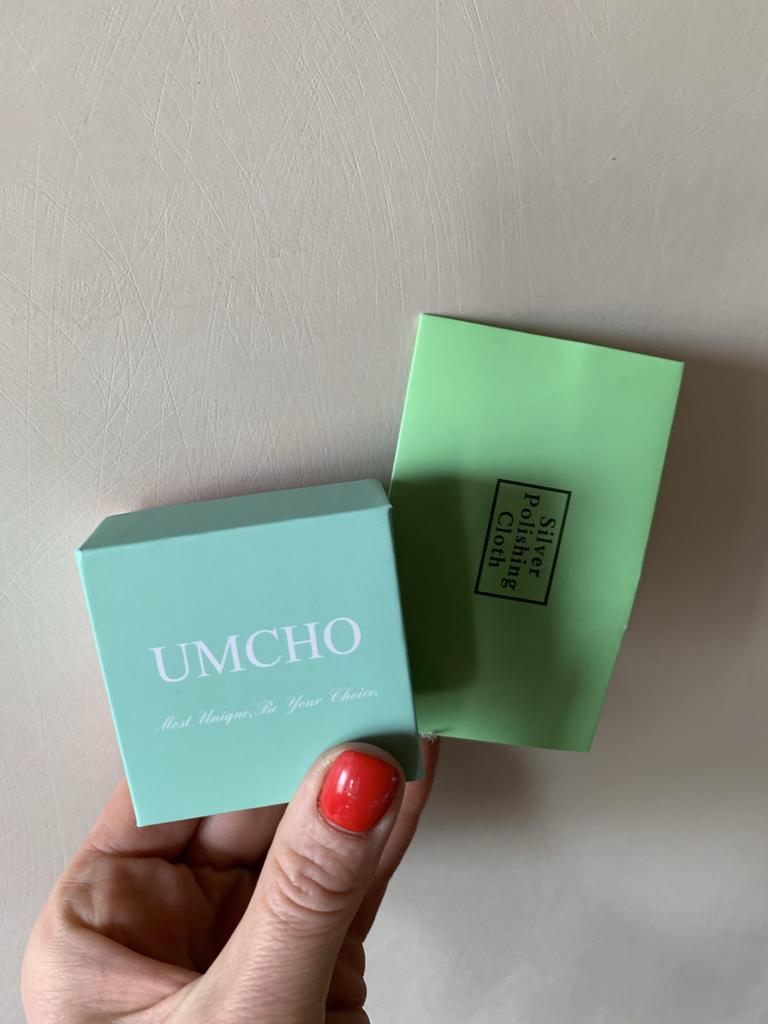 UMCHO
Most Unique, Be Your Choice.
Silver
Polishing
Cloth